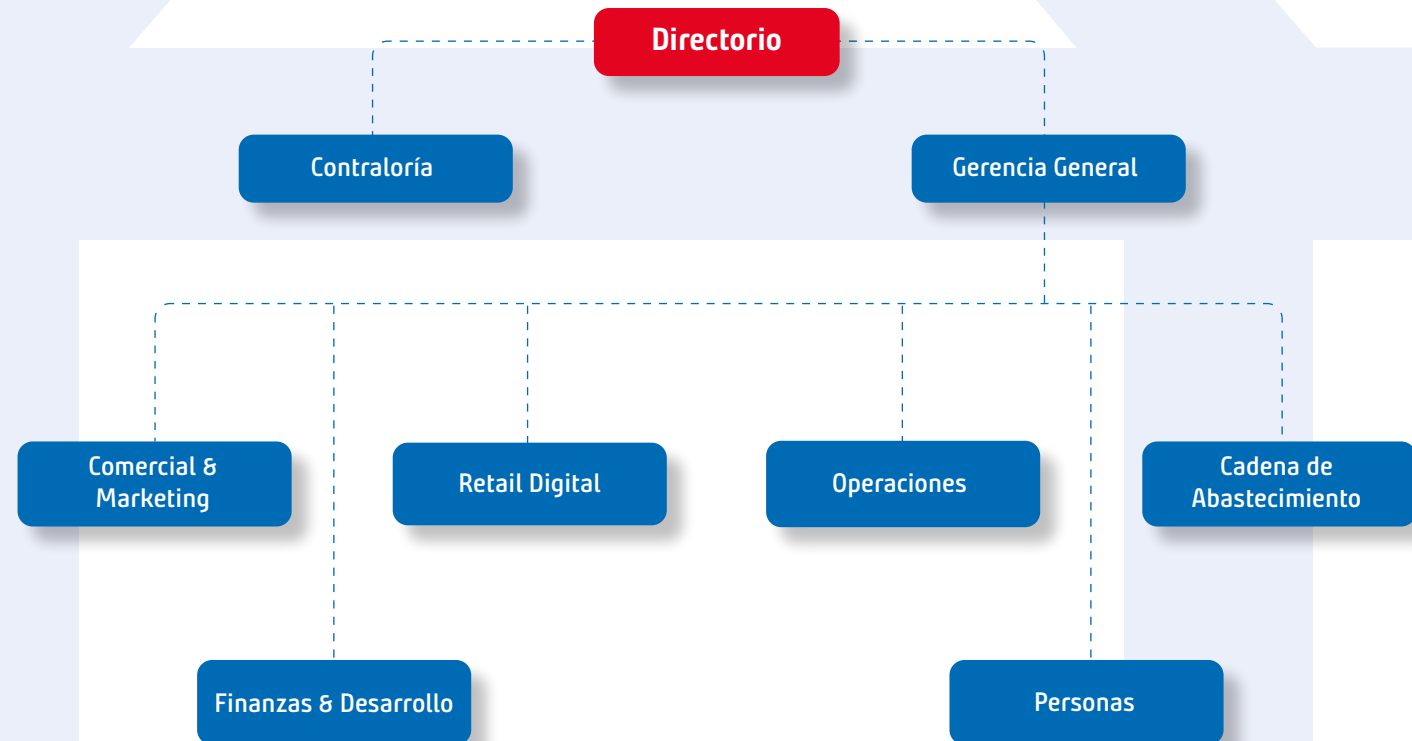 Directorio
Contraloría
Gerencia General
Comercial &
Marketing
Retail Digital
Operaciones
Cadena de
Abastecimiento
Finanzas & Desarrollo
Personas